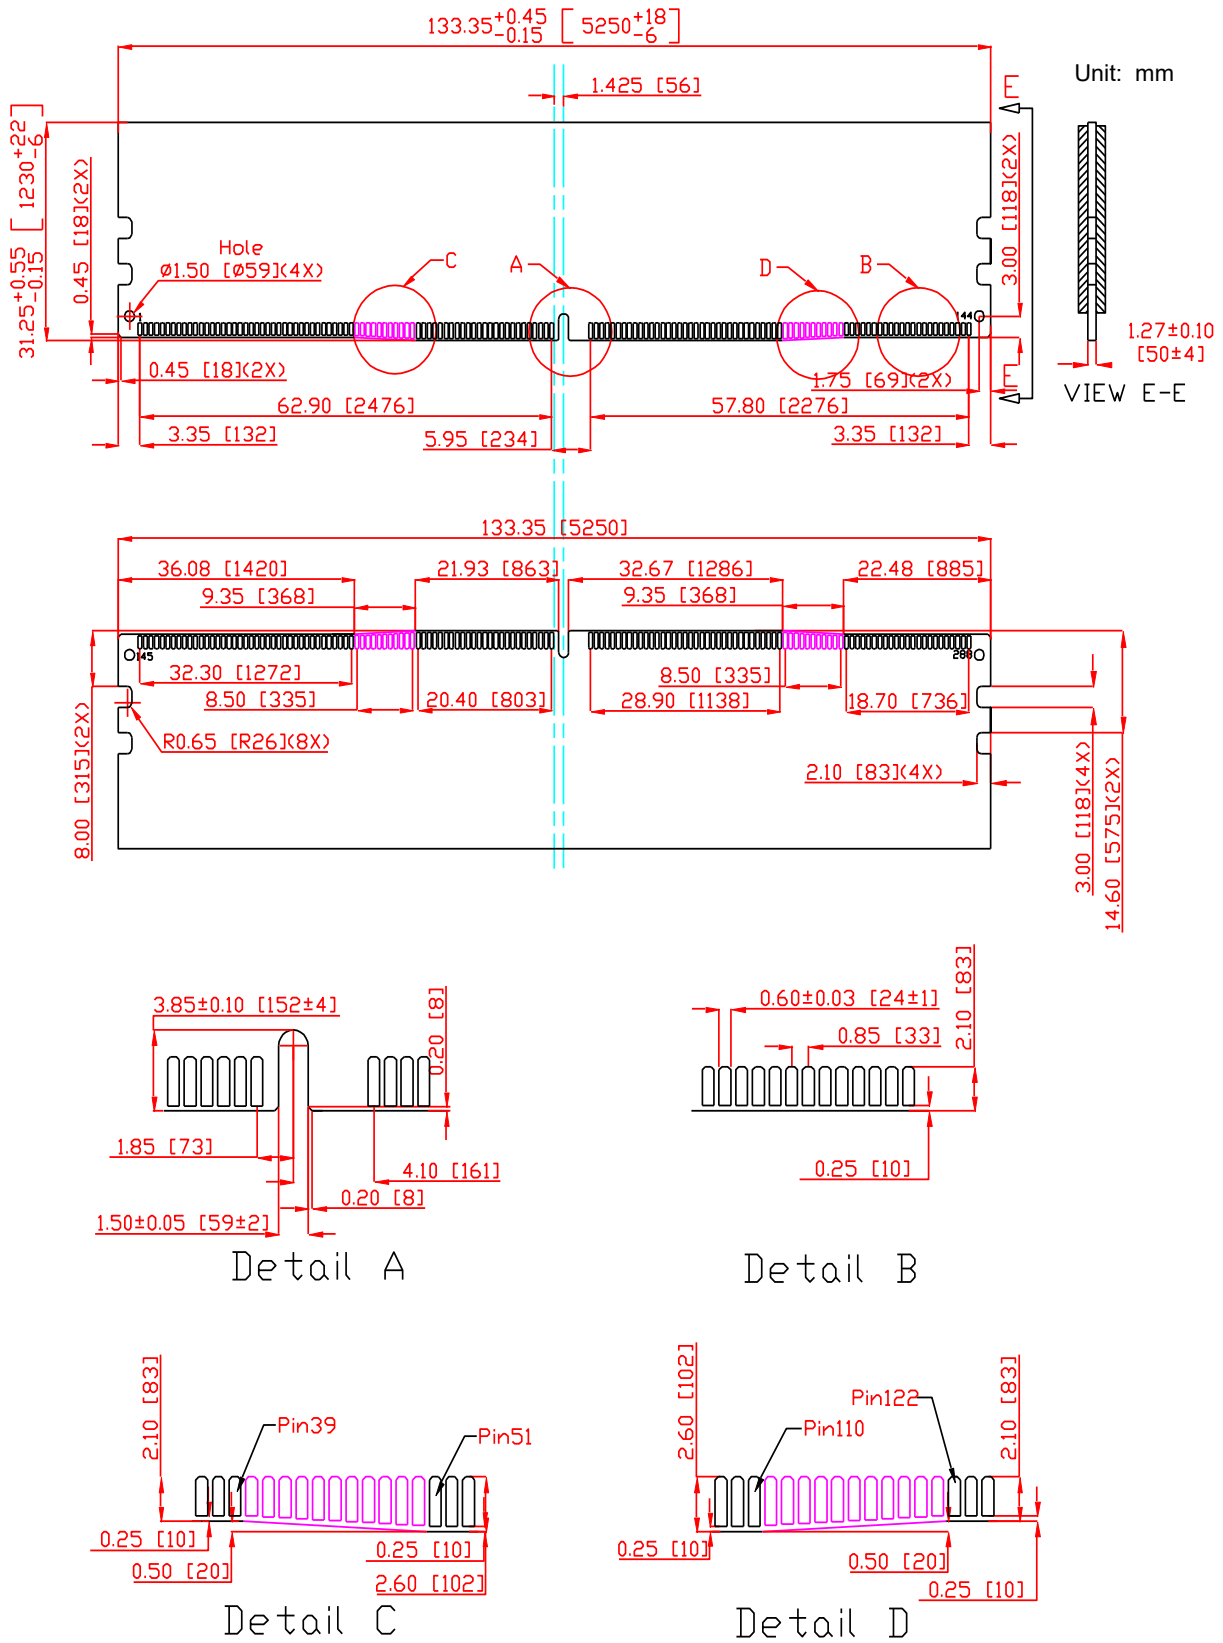 133.35+0.45 -0.15 [ 5250+18 -6 ]
Unit: mm
1.425 [56]
E
31.25+0.55 -0.15 [ 1230+22 -6 ]
0.45 [18](2X)
3.00 [118](2X)
Hole
Ø1.50 [Ø59](4X)
C
A
D
B
1
144
1.27±0.10
[50±4]
0.45 [18](2X)
1.75 [69](2X)
E
VIEW E-E
62.90 [2476]
57.80 [2276]
3.35 [132]
5.95 [234]
3.35 [132]
133.35 [5250]
36.08 [1420]
21.93 [863]
32.67 [1286]
22.48 [885]
9.35 [368]
9.35 [368]
145
288
32.30 [1272]
8.50 [335]
8.50 [335]
20.40 [803]
28.90 [1138]
18.70 [736]
R0.65 [R26](8X)
2.10 [83](4X)
8.00 [315](2X)
3.00 [118](4X)
14.60 [575](2X)
3.85±0.10 [152±4]
0.20 [8]
1.85 [73]
4.10 [161]
0.20 [8]
1.50±0.05 [59±2]
Detail A
0.60±0.03 [24±1]
2.10 [83]
0.85 [33]
0.25 [10]
Detail B
2.10 [83]
Pin39
Pin51
0.25 [10]
0.25 [10]
0.50 [20]
2.60 [102]
Detail C
2.60 [102]
Pin122
2.10 [83]
Pin110
0.25 [10]
0.50 [20]
0.25 [10]
Detail D